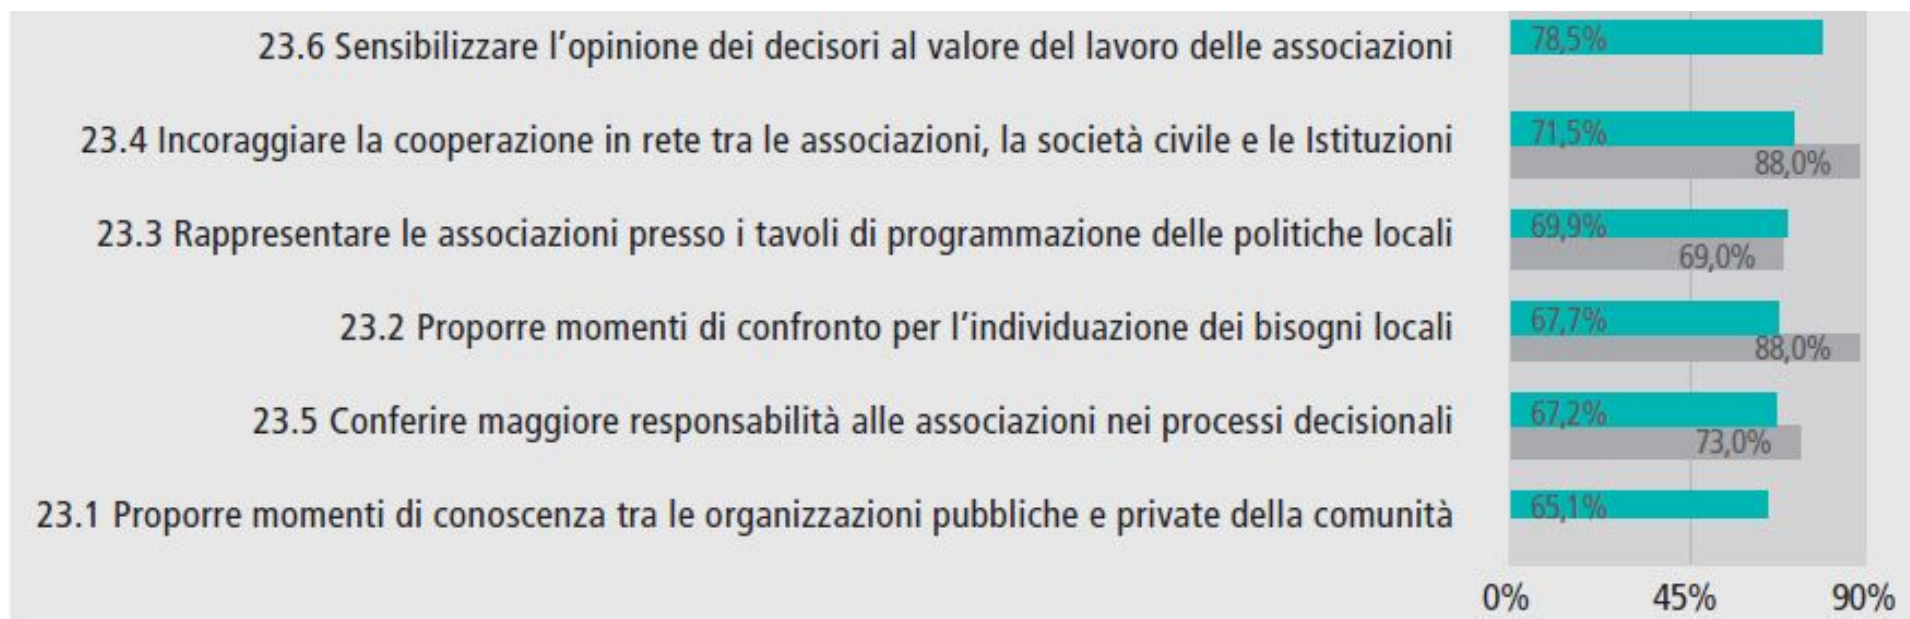 23.6 Sensibilizzare l’opinione dei decisori al valore del lavoro delle associazioni
78,5%
23.4 Incoraggiare la cooperazione in rete tra le associazioni, la società civile e le Istituzioni
71,5%
88,0%
23.3 Rappresentare le associazioni presso i tavoli di programmazione delle politiche locali
69,9%
69,0%
23.2 Proporre momenti di confronto per l’individuazione dei bisogni locali
67,7%
88,0%
23.5 Conferire maggiore responsabilità alle associazioni nei processi decisionali
67,2%
73,0%
23.1 Proporre momenti di conoscenza tra le organizzazioni pubbliche e private della comunità
65,1%
0% 45% 90%